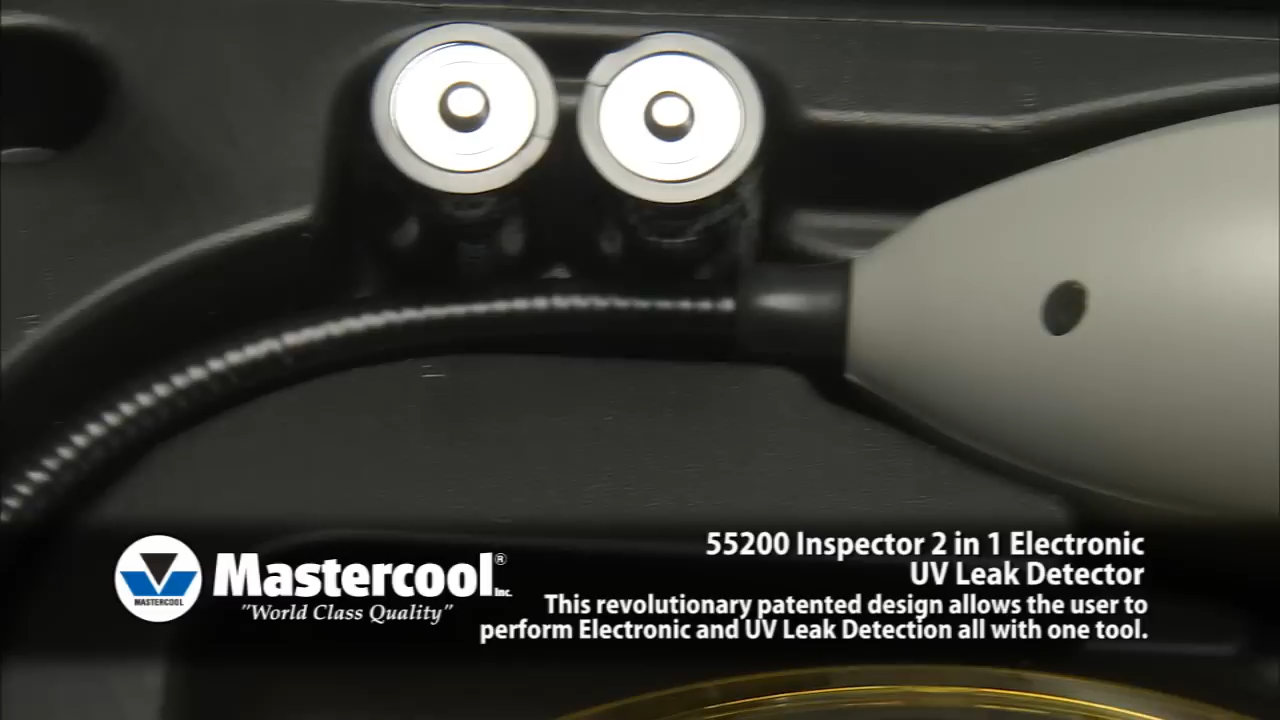 MASTERCOOL
Mastercool® Inc.
"World Class Quality"
55200 Inspector 2 in 1 Electronic
UV Leak Detector
This revolutionary patented design allows the user to
perform Electronic and UV Leak Detection all with one tool.